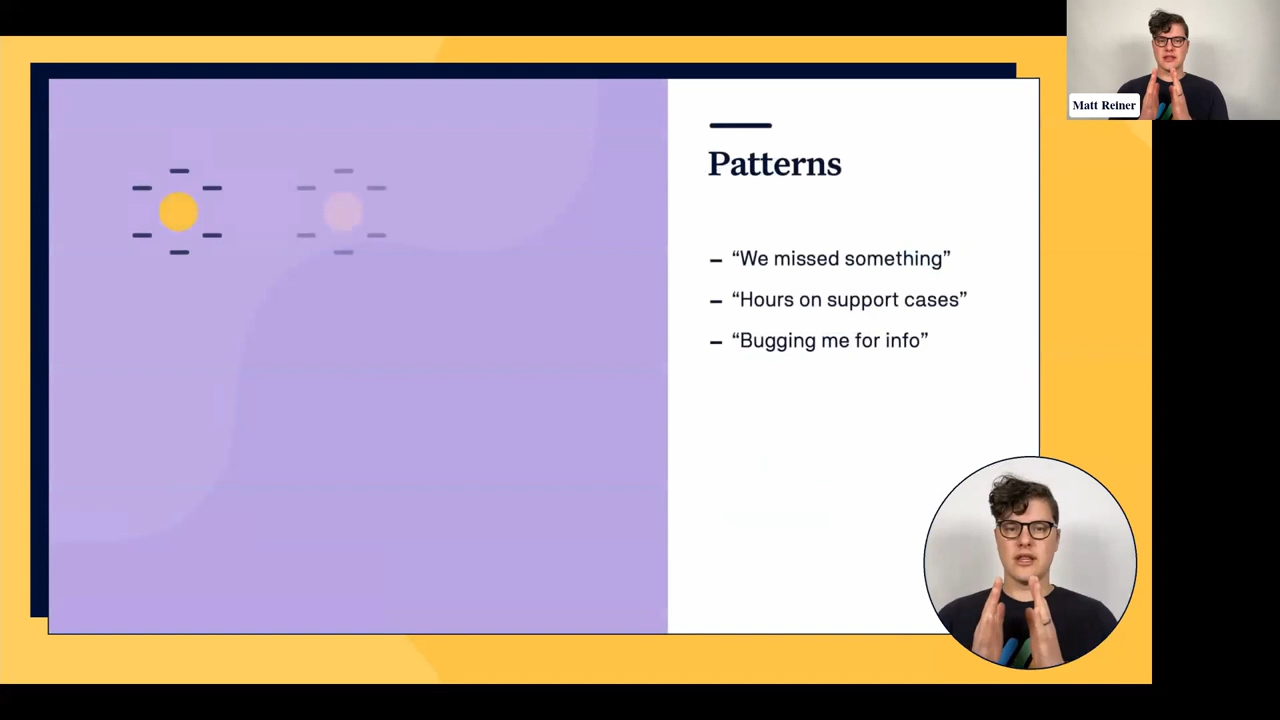 Matt Reiner
Patterns
– “We missed something”
– “Hours on support cases”
– “Bugging me for info”